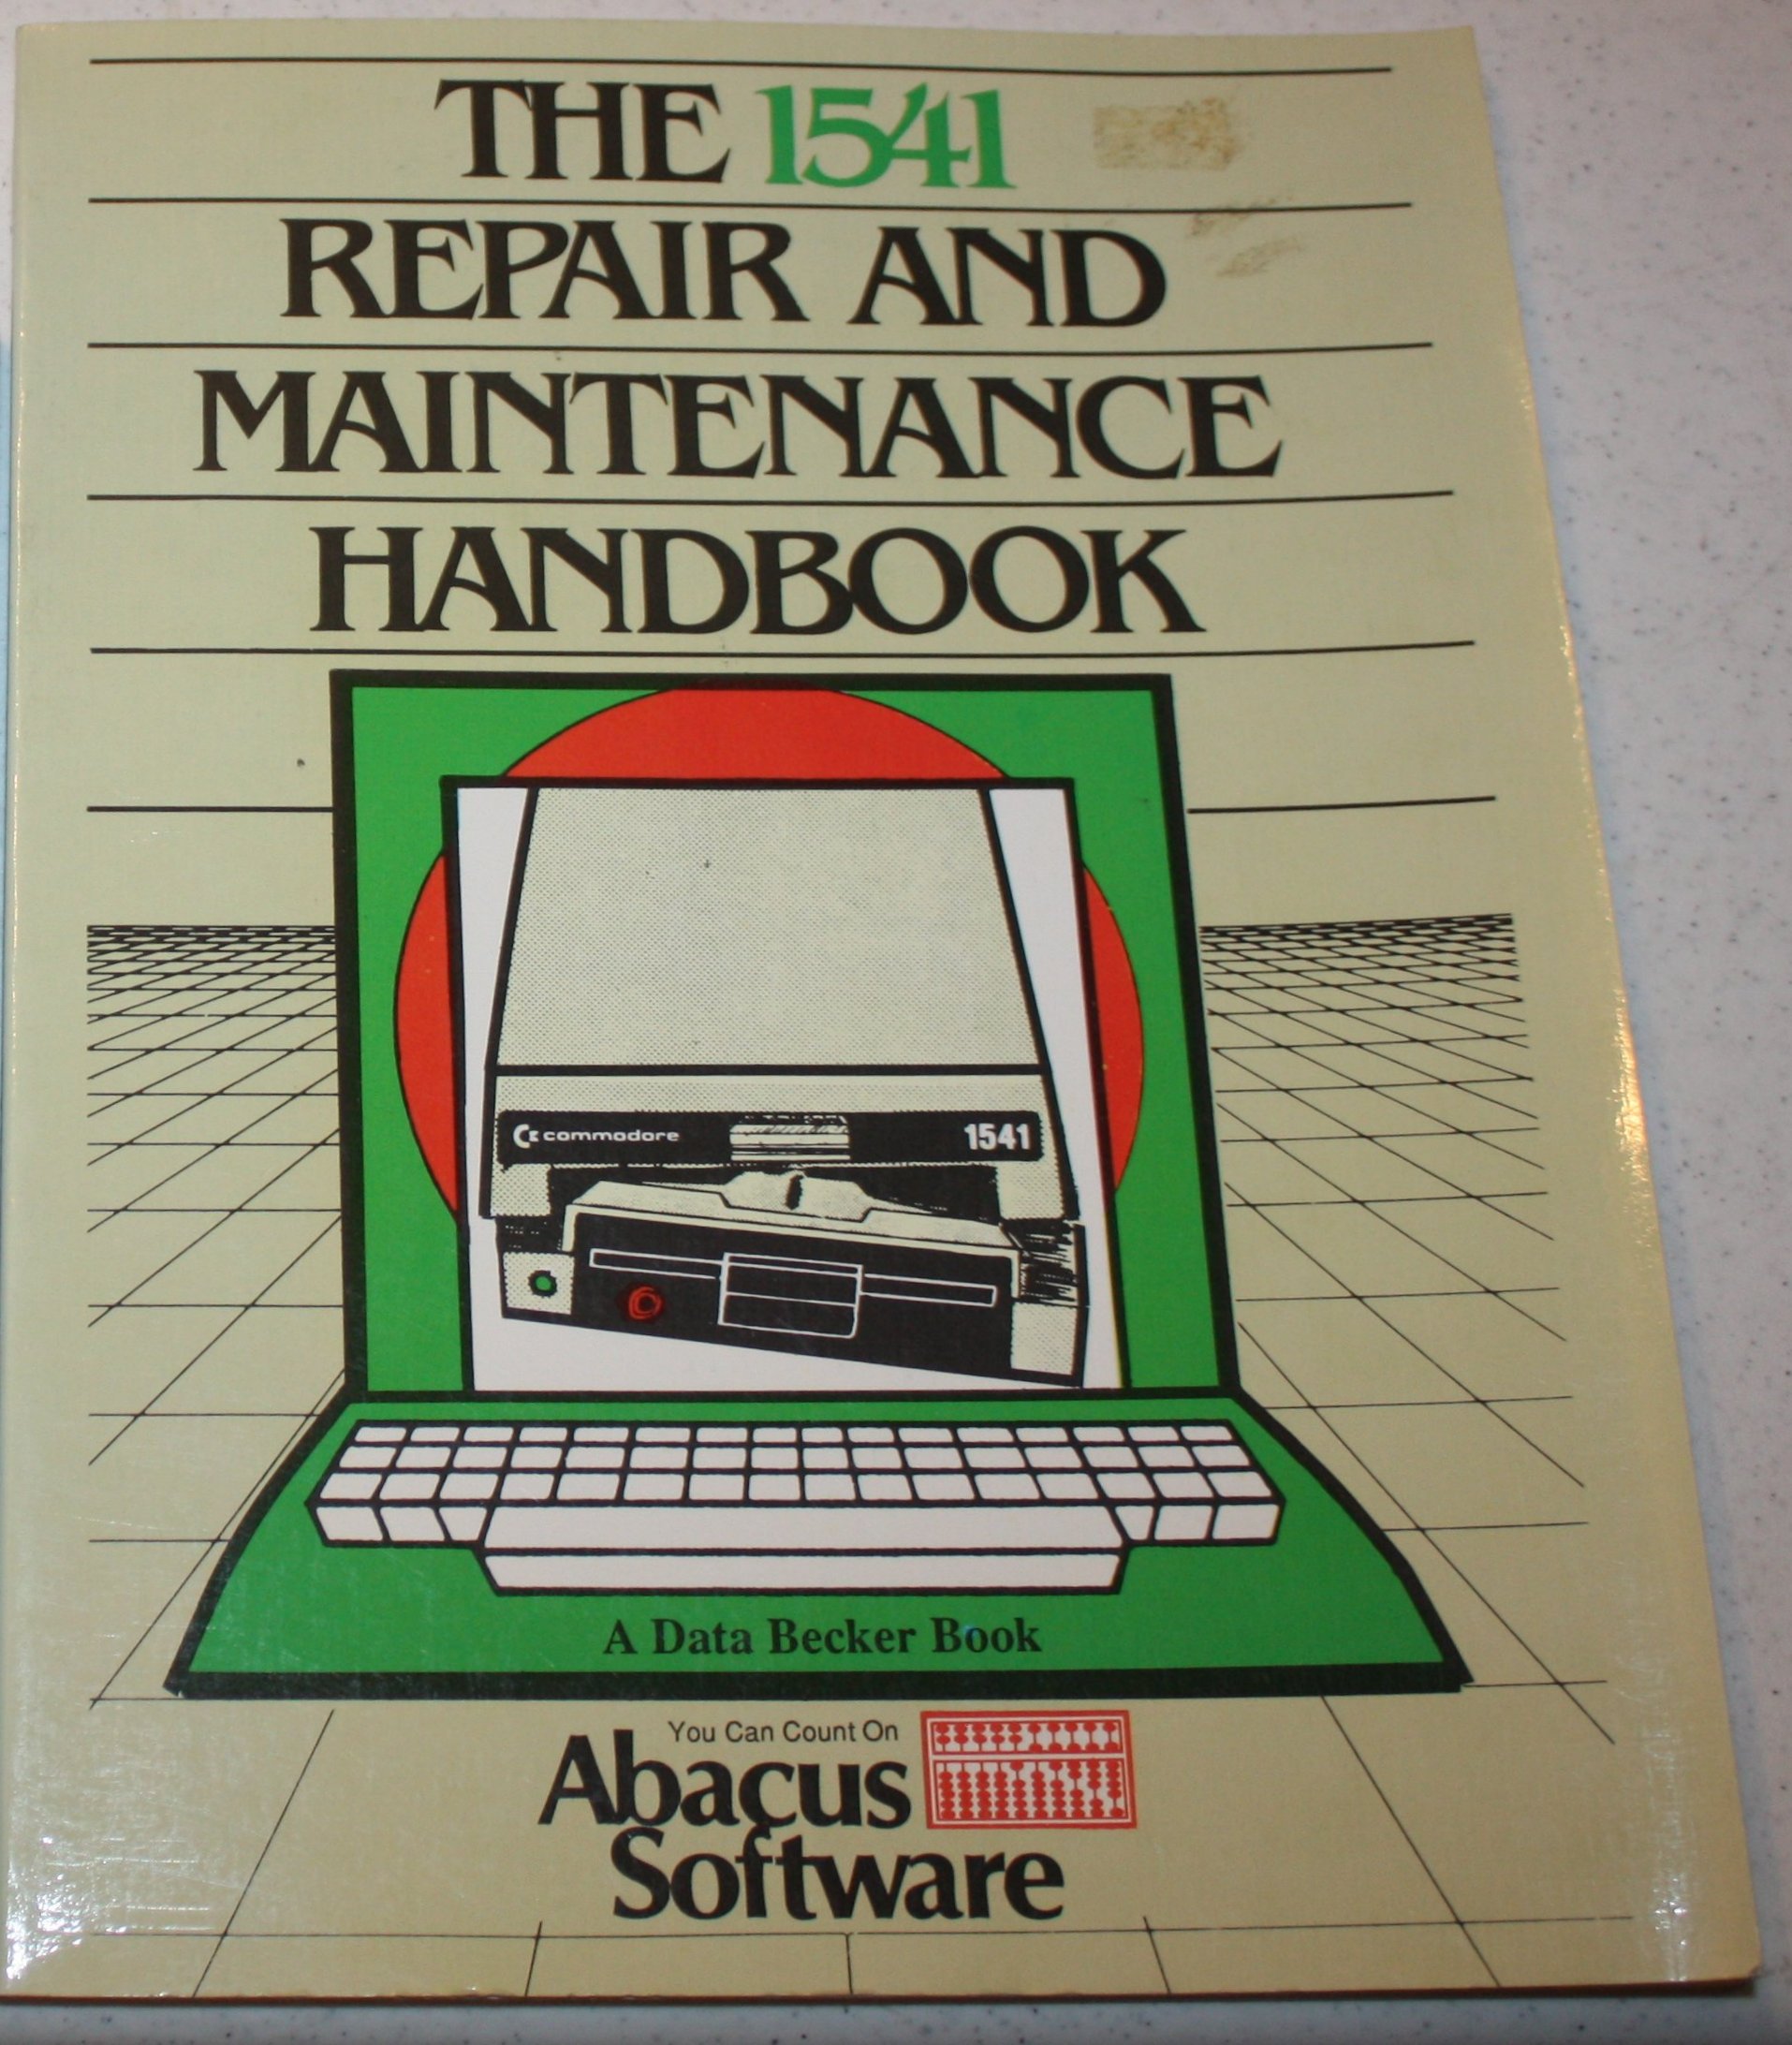 THE 1541
REPAIR AND
MAINTENANCE
HANDBOOK
commodore 1541
A Data Becker Book
You Can Count On
Abacus
Software